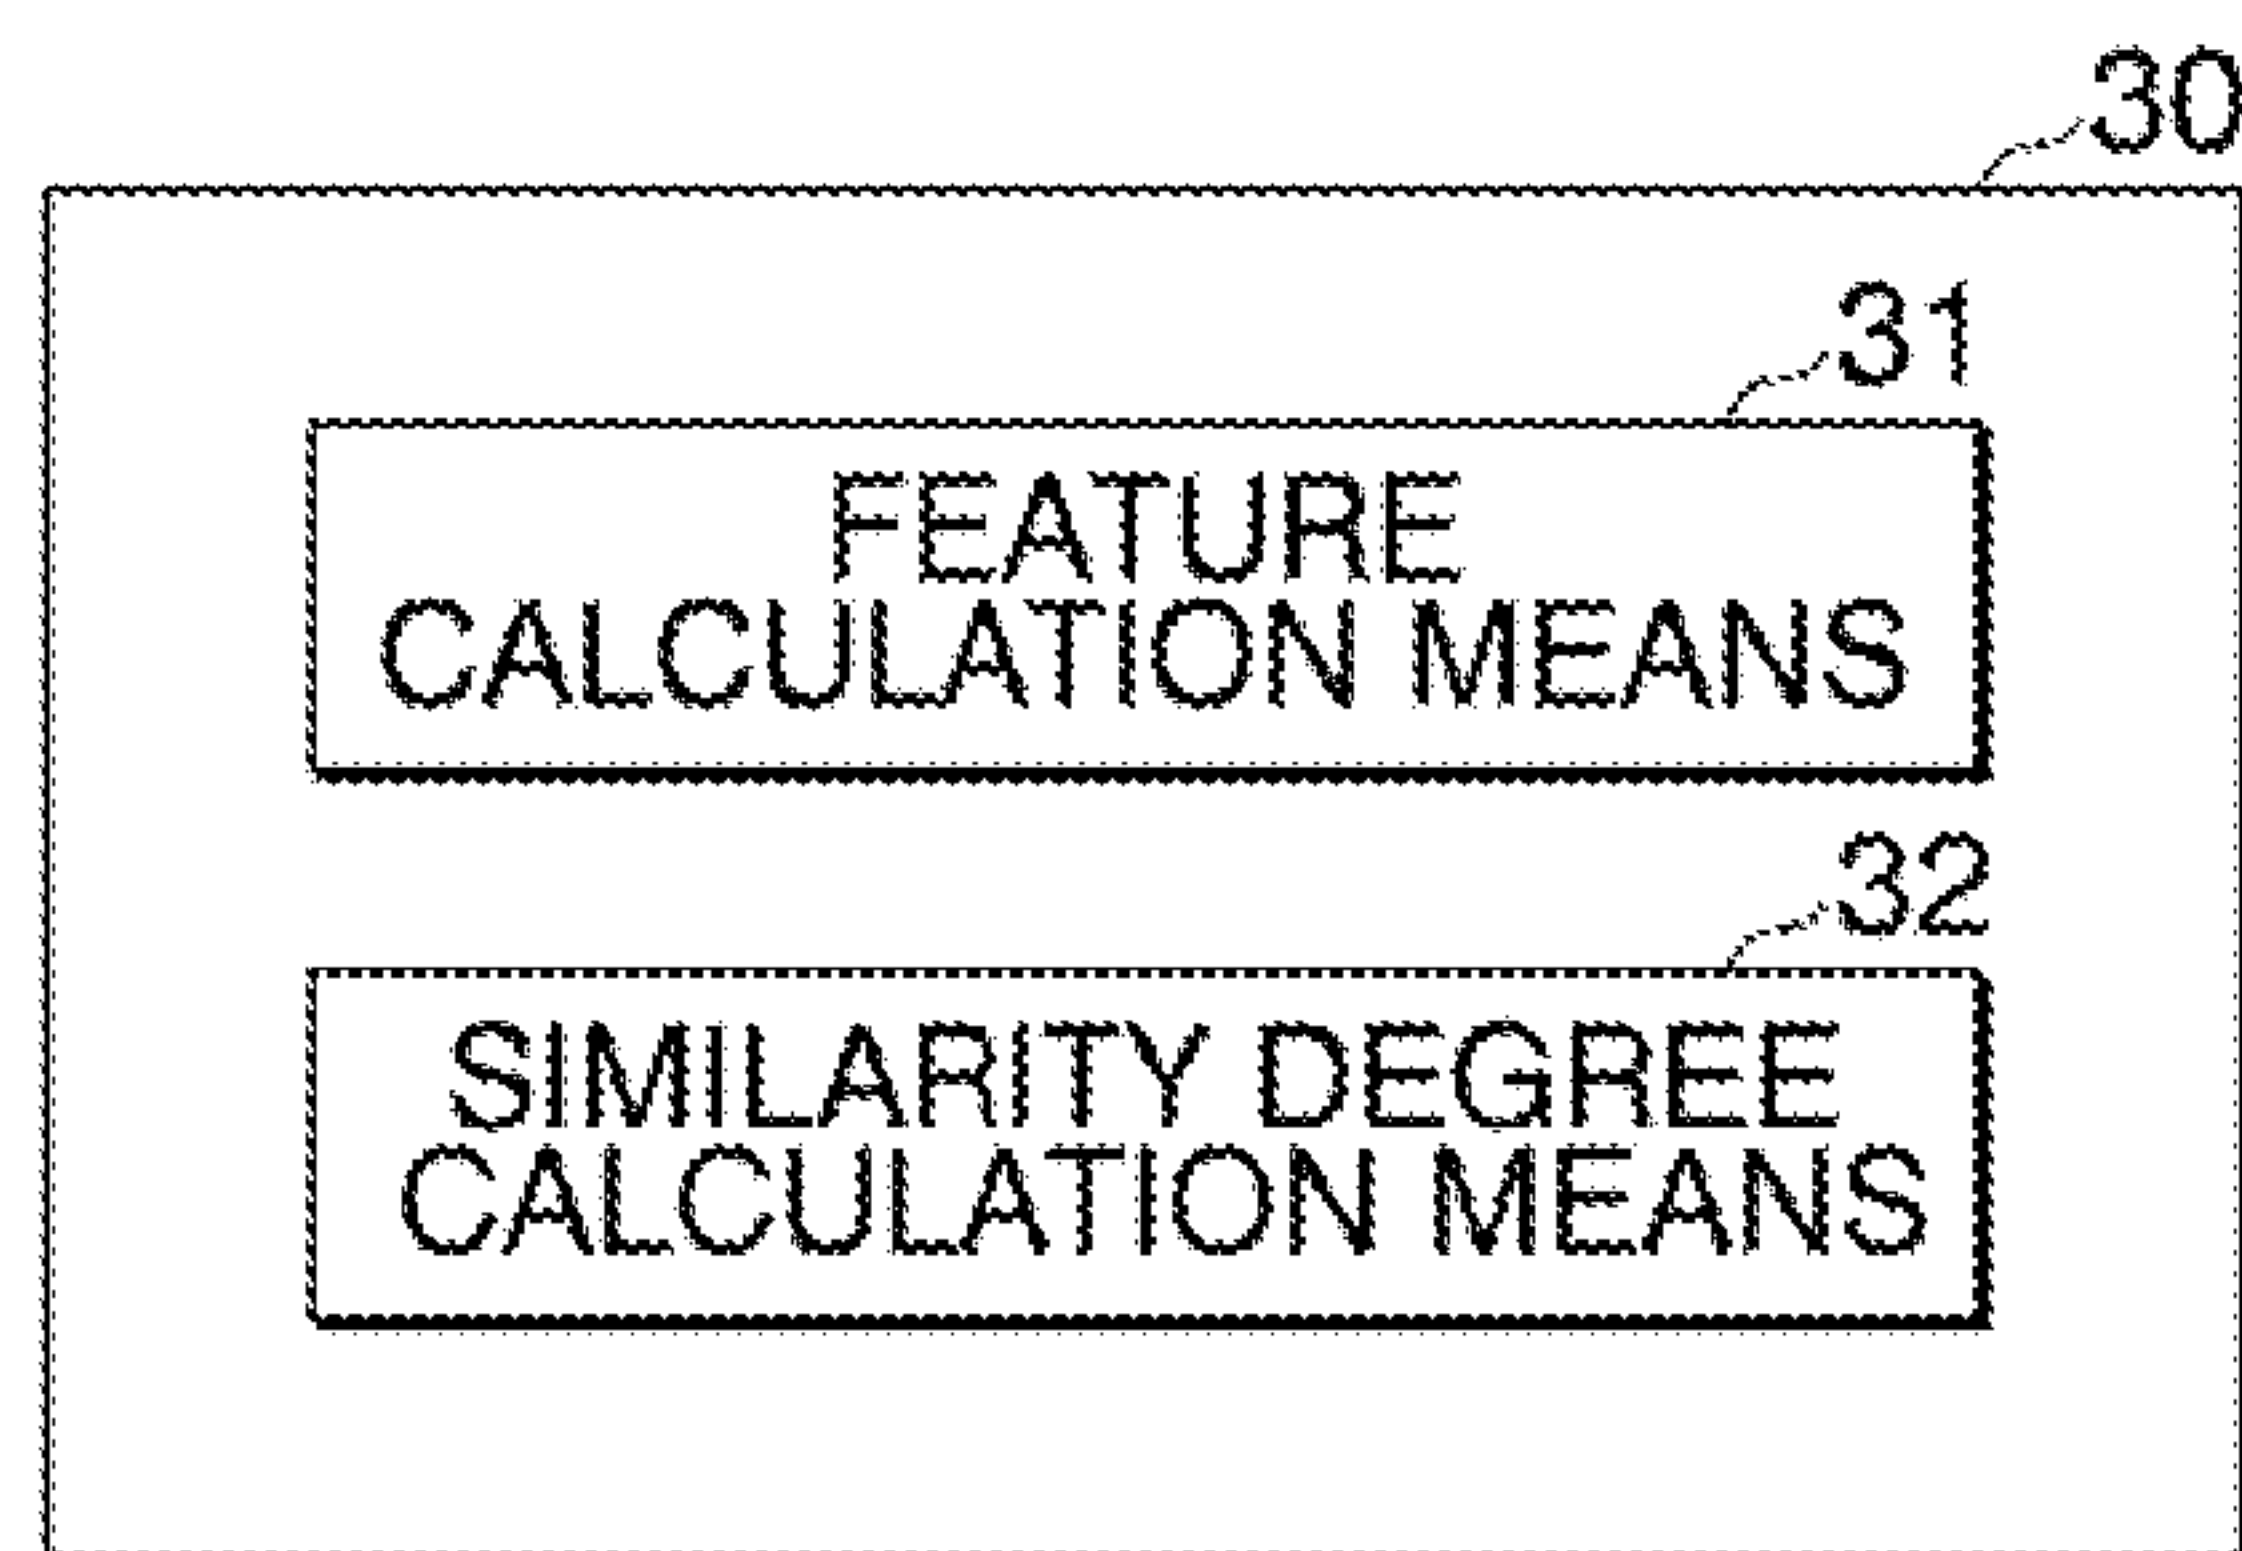 30
31
FEATURE
CALCULATION MEANS
32
SIMILARITY DEGREE
CALCULATION MEANS